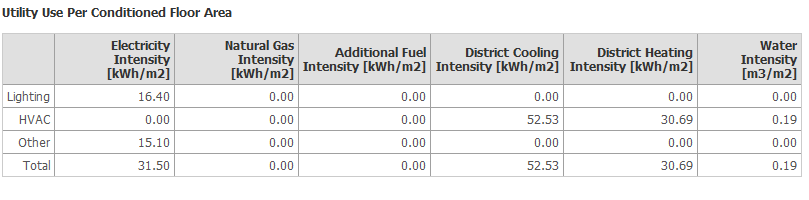 Utility Use Per Conditioned Floor Area
Electricity Intensity [kWh/m2] Natural Gas Intensity [kWh/m2] Additional Fuel Intensity [kWh/m2] District Cooling Intensity [kWh/m2] District Heating Intensity [kWh/m2] Water Intensity [m3/m2]
Lighting 16.40 0.00 0.00 0.00 0.00 0.00
HVAC 0.00 0.00 0.00 52.53 30.69 0.19
Other 15.10 0.00 0.00 0.00 0.00 0.00
Total 31.50 0.00 0.00 52.53 30.69 0.19